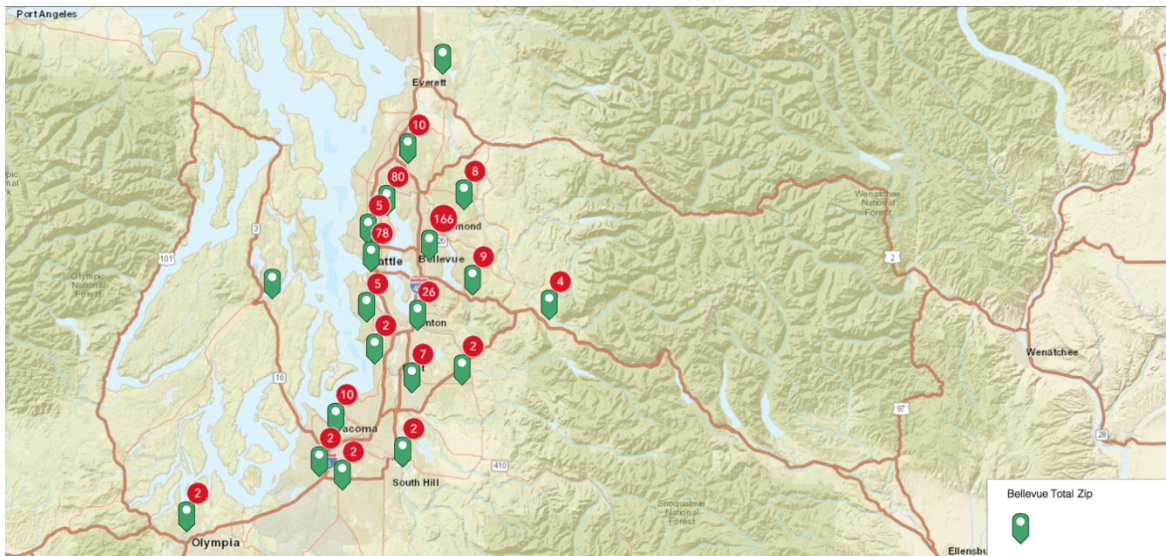 Port Angeles
Everett
10
80
8
5
166
mond
20
78
attle
Bellevue
3
101
9
Olympic
National
Forest
Wenatchee
National
Forest
2
5
26
4
nton
2
Wenatchee
7
2
16
97
10
acoma
28
2
2
2
410
South Hill
Snoqualmie
National
Forest
2
Olympia
Bellevue Total Zip
Ellensbu